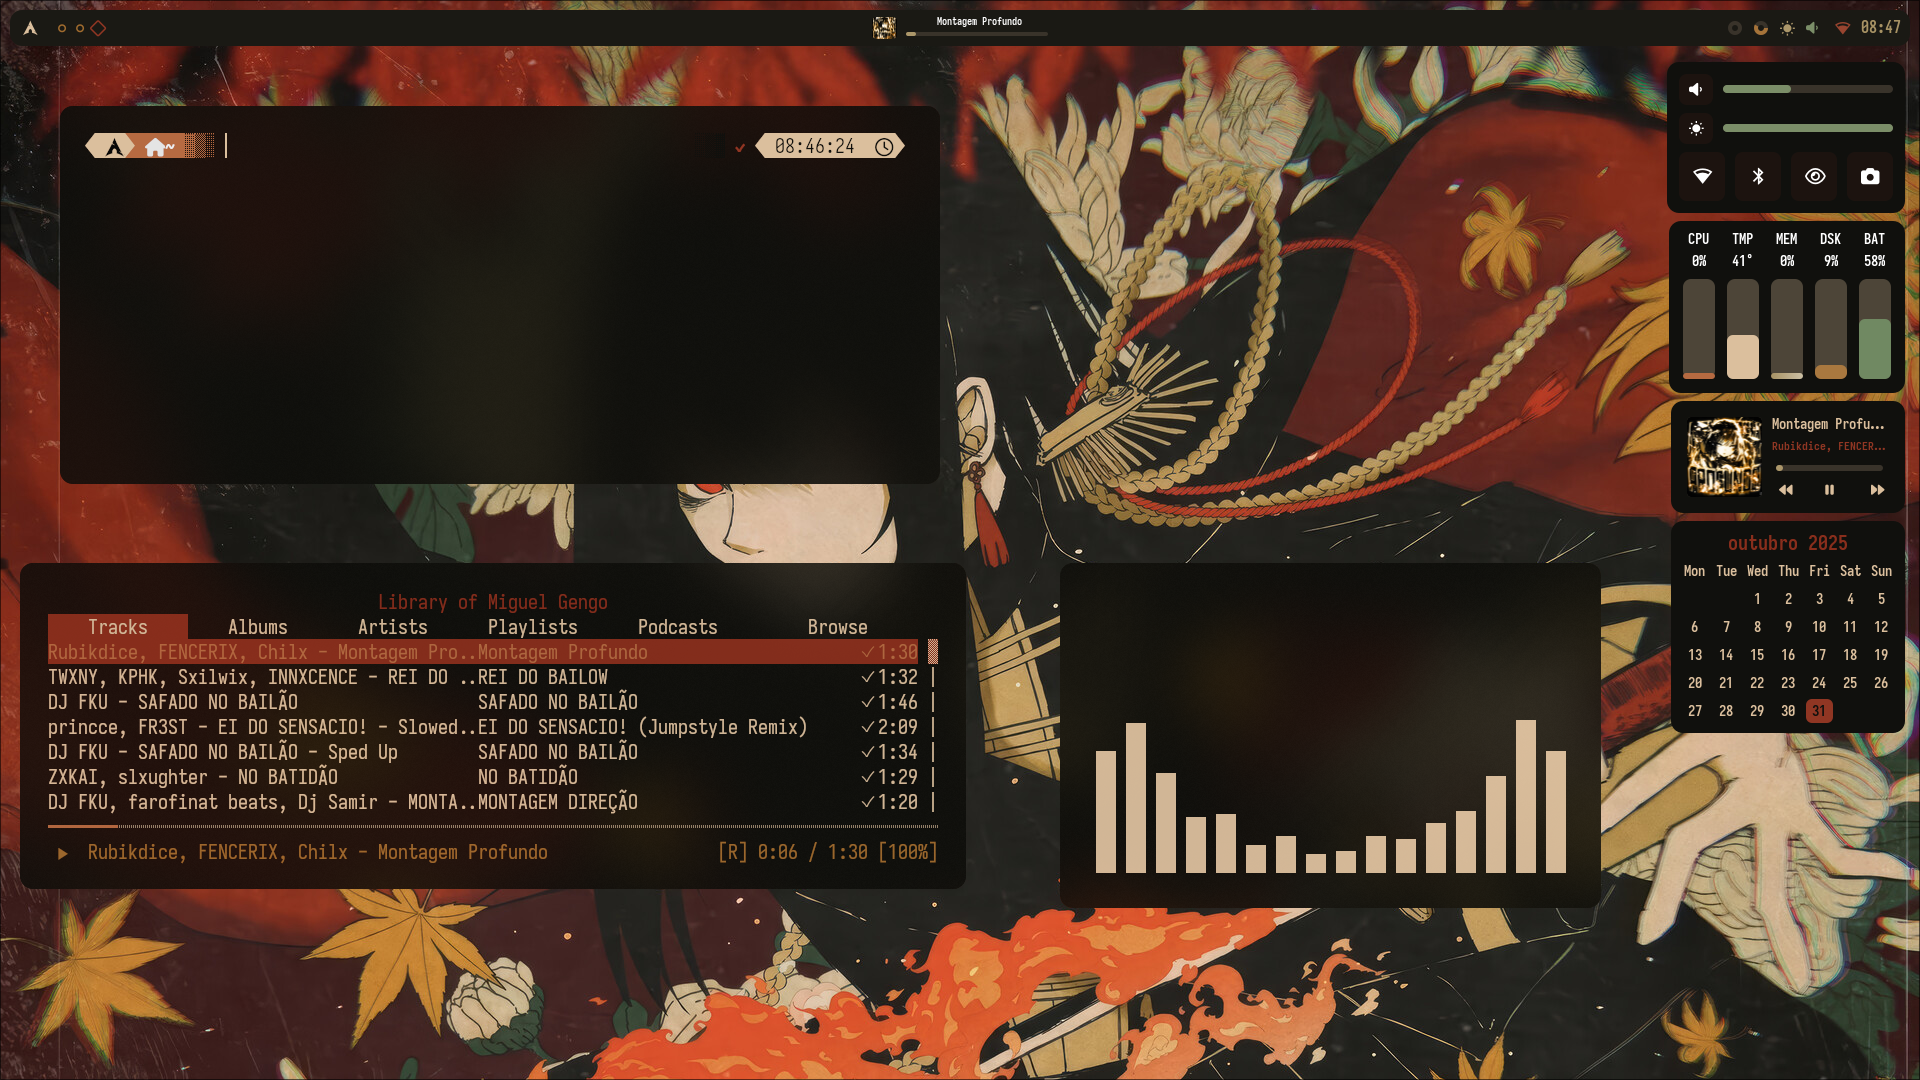 Montagem Profundo
08:47
~
08:46:24
CPU TMP MEM DSK BAT
0% 41° 0% 9% 58%
Montagem Profu...
Rubikdice, FENCER...
outubro 2025
Mon Tue Wed Thu Fri Sat Sun
1 2 3 4 5
6 7 8 9 10 11 12
13 14 15 16 17 18 19
20 21 22 23 24 25 26
27 28 29 30 31
Library of Miguel Gengo
Tracks Albums Artists Playlists Podcasts Browse
Rubikdice, FENCERIX, Chilx - Montagem Pro..Montagem Profundo ✓1:30
TWXNY, KPHK, Sxilwix, INNXCENCE - REI DO ..REI DO BAILOW ✓1:32
DJ FKU - SAFADO NO BAILÃO SAFADO NO BAILÃO ✓1:46
princce, FR3ST - EI DO SENSACIO! - Slowed..EI DO SENSACIO! (Jumpstyle Remix) ✓2:09
DJ FKU - SAFADO NO BAILÃO - Sped Up SAFADO NO BAILÃO ✓1:34
ZXKAI, slxughter - NO BATIDÃO NO BATIDÃO ✓1:29
DJ FKU, farofinat beats, Dj Samir - MONTA..MONTAGEM DIREÇÃO ✓1:20
Rubikdice, FENCERIX, Chilx - Montagem Profundo [R] 0:06 / 1:30 [100%]